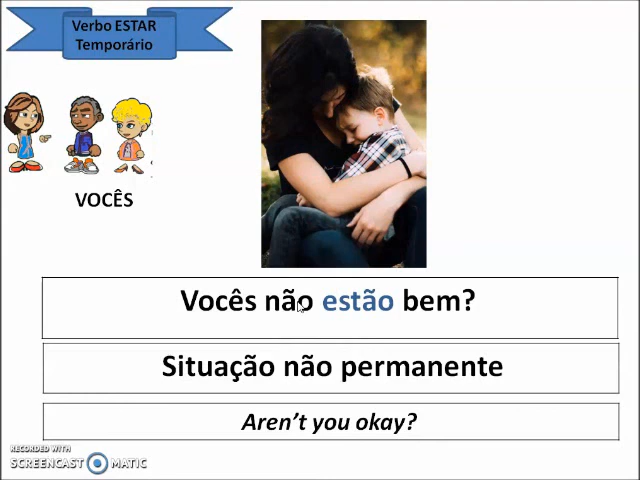 Verbo ESTAR
Temporário
VOCÊS
Vocês não estão bem?
Situação não permanente
Aren't you okay?
RECORDED WITH
SCREENCAST MATIC